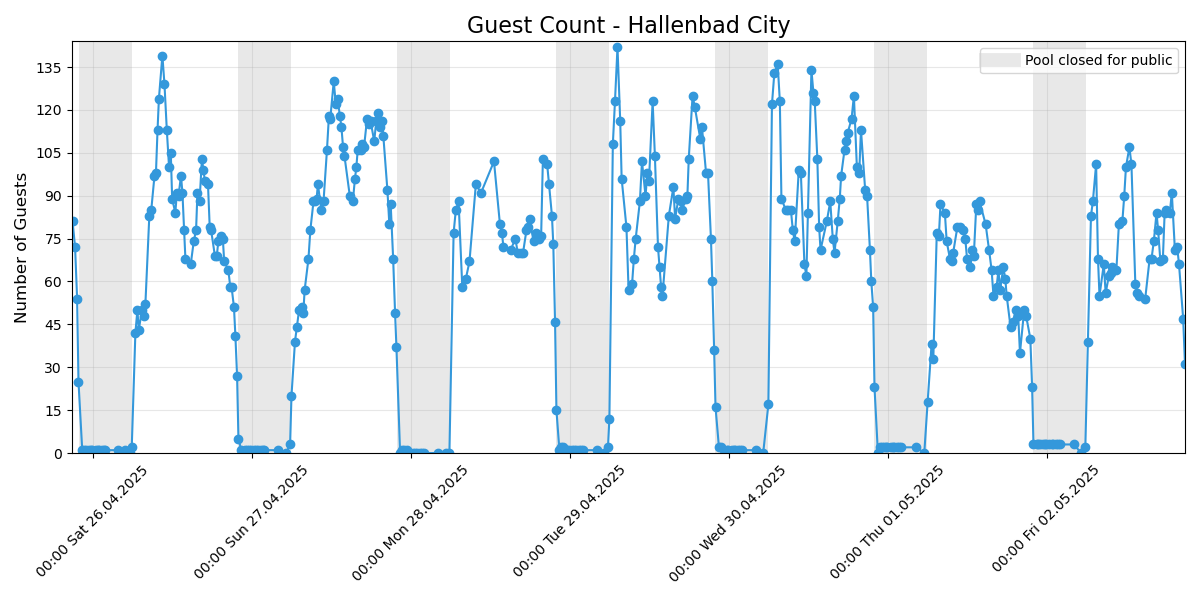 Guest Count - Hallenbad City
Pool closed for public
Number of Guests
135
120
105
90
75
60
45
30
15
0
00:00 Sat 26.04.2025
00:00 Sun 27.04.2025
00:00 Mon 28.04.2025
00:00 Tue 29.04.2025
00:00 Wed 30.04.2025
00:00 Thu 01.05.2025
00:00 Fri 02.05.2025